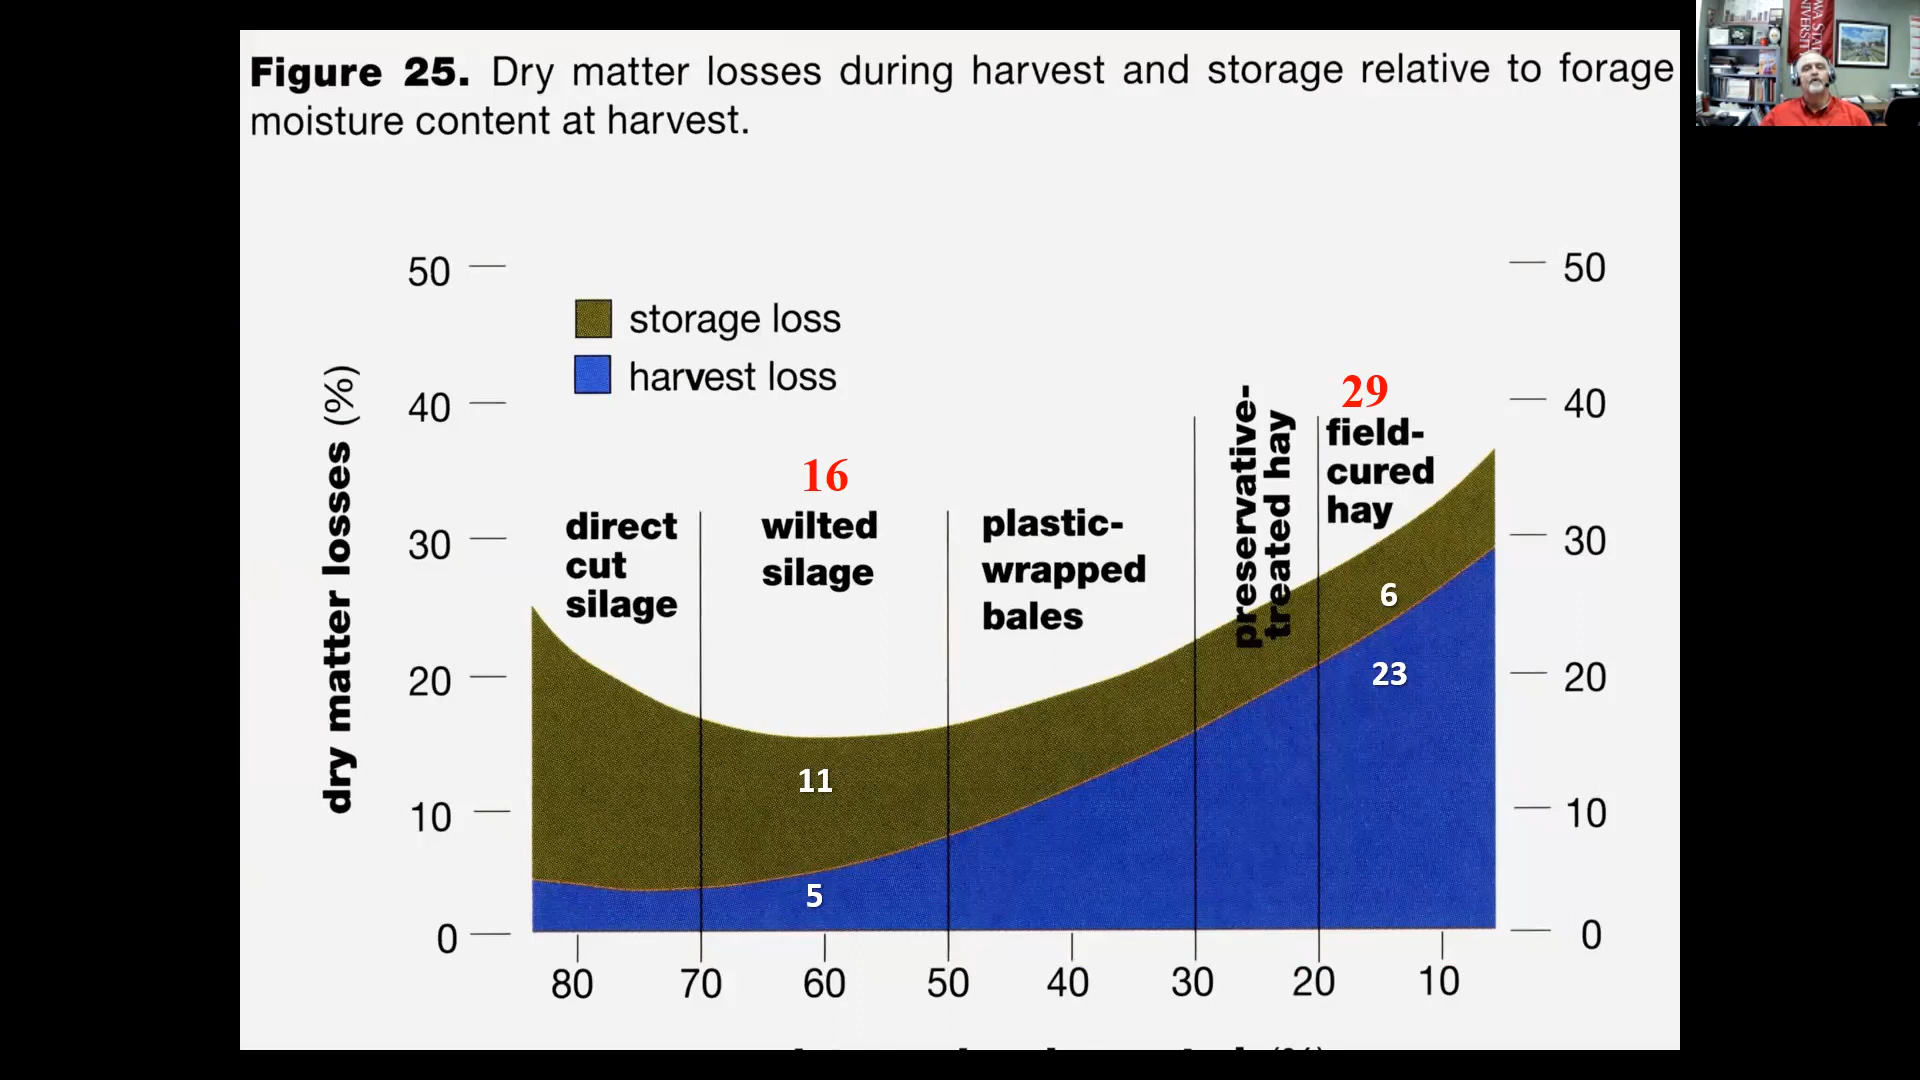 Figure 25. Dry matter losses during harvest and storage relative to forage
moisture content at harvest.
50
40
30
20
10
0
dry matter losses (%)
storage loss
harvest loss
direct
cut
silage
16
wilted
silage
plastic-
wrapped
bales
preservative-
treated hay
29
field-
cured
hay
11
5
6
23
50
40
30
20
10
0
80 70 60 50 40 30 20 10